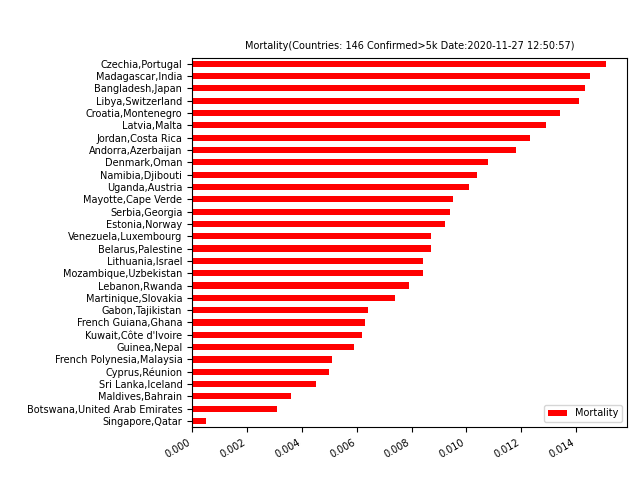 Mortality(Countries: 146 Confirmed>5k Date:2020-11-27 12:50:57)
Czechia,Portugal
Madagascar,India
Bangladesh,Japan
Libya,Switzerland
Croatia,Montenegro
Latvia,Malta
Jordan,Costa Rica
Andorra,Azerbaijan
Denmark,Oman
Namibia,Djibouti
Uganda,Austria
Mayotte,Cape Verde
Serbia,Georgia
Estonia,Norway
Venezuela,Luxembourg
Belarus,Palestine
Lithuania,Israel
Mozambique,Uzbekistan
Lebanon,Rwanda
Martinique,Slovakia
Gabon,Tajikistan
French Guiana,Ghana
Kuwait,Côte d'Ivoire
Guinea,Nepal
French Polynesia,Malaysia
Cyprus,Réunion
Sri Lanka,Iceland
Maldives,Bahrain
Botswana,United Arab Emirates
Singapore,Qatar
Mortality
0.000 0.002 0.004 0.006 0.008 0.010 0.012 0.014